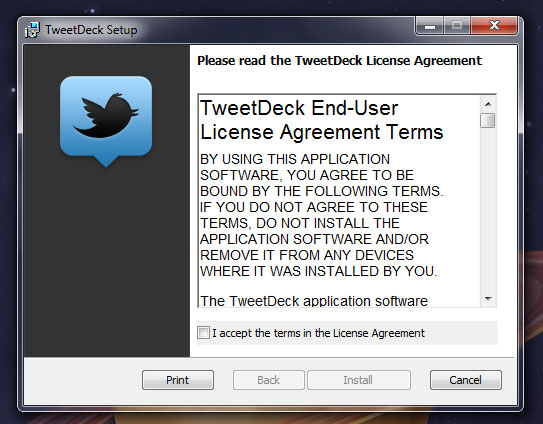 TweetDeck Setup
Please read the TweetDeck License Agreement
TweetDeck End-User
License Agreement Terms
BY USING THIS APPLICATION
SOFTWARE, YOU AGREE TO BE
BOUND BY THE FOLLOWING TERMS.
IF YOU DO NOT AGREE TO THESE
TERMS, DO NOT INSTALL THE
APPLICATION SOFTWARE AND/OR
REMOVE IT FROM ANY DEVICES
WHERE IT WAS INSTALLED BY YOU.
The TweetDeck application software
I accept the terms in the License Agreement
Print Back Install Cancel